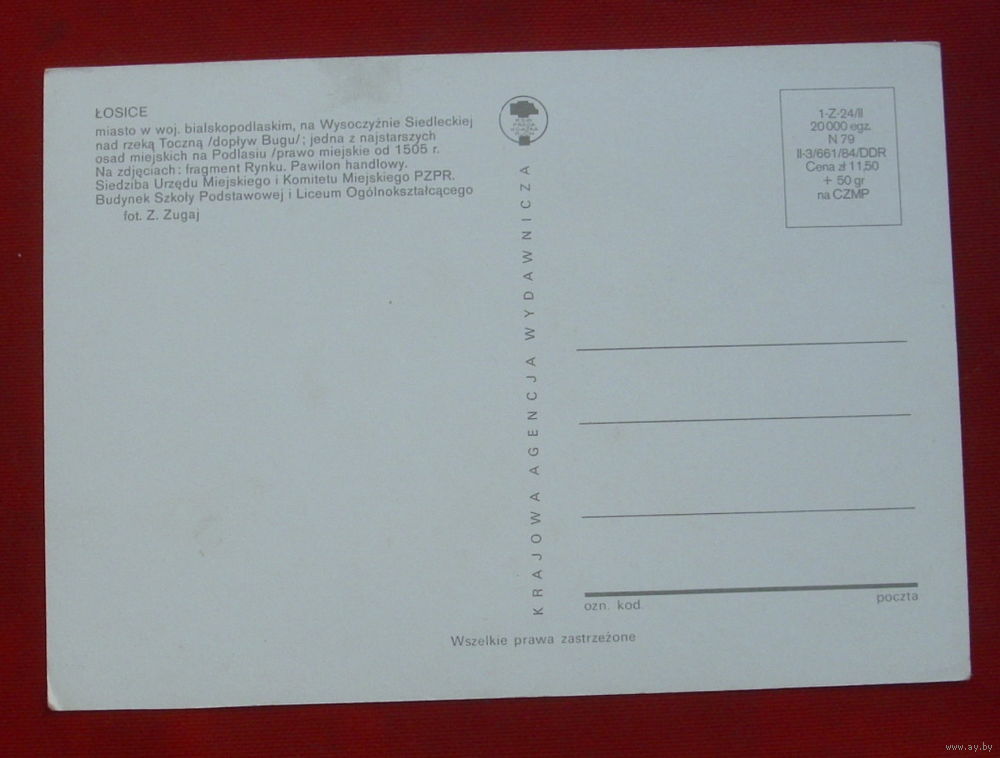 ŁOSICE
miasto w woj. bialskopodlaskim, na Wysoczyźnie Siedleckiej
nad rzeką Toczną /dopływ Bugu/; jedna z najstarszych
osad miejskich na Podlasiu /prawo miejskie od 1505 r.
Na zdjęciach: fragment Rynku. Pawilon handlowy.
Siedziba Urzędu Miejskiego i Komitetu Miejskiego PZPR.
Budynek Szkoły Podstawowej i Liceum Ogólnokształcącego
fot. Z. Zugaj
KRAJOWA AGENCJA WYDAWNICZA
1-Z-24/II
20 000 egz.
N 79
II-3/661/84/DDR
Cena zł 11,50
+ 50 gr
na CZMP
ozn. kod.
poczta
Wszelkie prawa zastrzeżone
www.ay.by